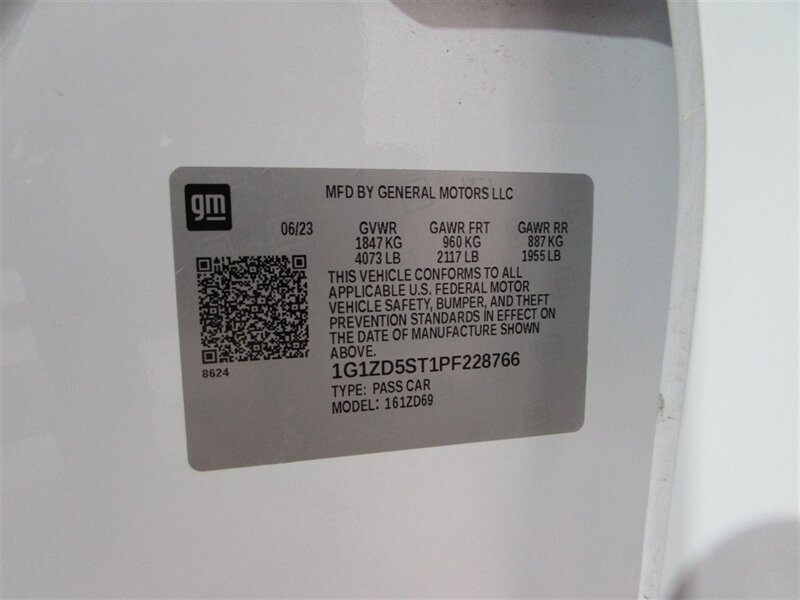 gm
MFD BY GENERAL MOTORS LLC
06/23 GVWR GAWR FRT GAWR RR
1847 KG 960 KG 887 KG
4073 LB 2117 LB 1955 LB
THIS VEHICLE CONFORMS TO ALL
APPLICABLE U.S. FEDERAL MOTOR
VEHICLE SAFETY, BUMPER, AND THEFT
PREVENTION STANDARDS IN EFFECT ON
THE DATE OF MANUFACTURE SHOWN
ABOVE.
8624
1G1ZD5ST1PF228766
TYPE: PASS CAR
MODEL: 161ZD69